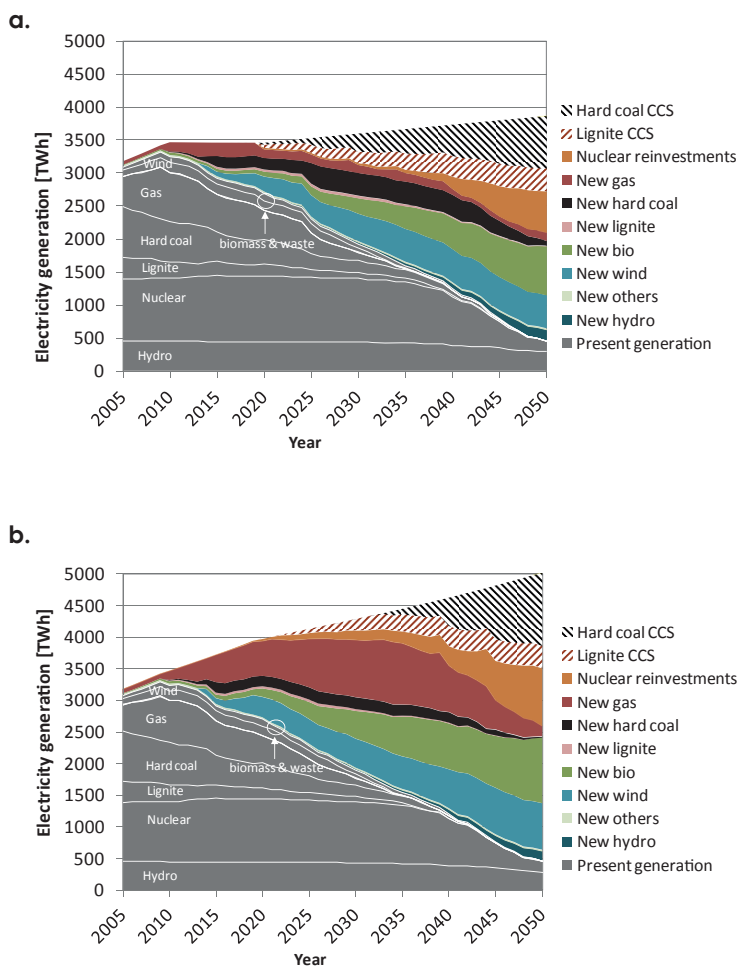 a.
Electricity generation [TWh]
5000
4500
4000
3500
3000
2500
2000
1500
1000
500
0
Wind
Gas
Hard coal
biomass & waste
Lignite
Nuclear
Hydro
2005
2010
2015
2020
2025
2030
2035
2040
2045
2050
Year
Hard coal CCS
Lignite CCS
Nuclear reinvestments
New gas
New hard coal
New lignite
New bio
New wind
New others
New hydro
Present generation
b.
Electricity generation [TWh]
5000
4500
4000
3500
3000
2500
2000
1500
1000
500
0
Wind
Gas
Hard coal
biomass & waste
Lignite
Nuclear
Hydro
2005
2010
2015
2020
2025
2030
2035
2040
2045
2050
Year
Hard coal CCS
Lignite CCS
Nuclear reinvestments
New gas
New hard coal
New lignite
New bio
New wind
New others
New hydro
Present generation